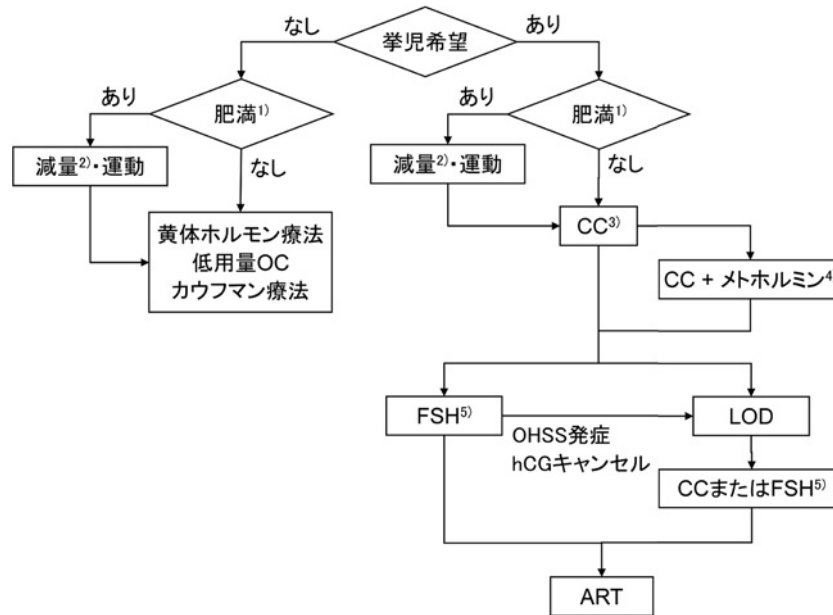 挙児希望
なし
あり
肥満1)
あり
なし
減量2)・運動
黄体ホルモン療法
低用量OC
カウフマン療法
肥満1)
あり
なし
減量2)・運動
CC3)
CC + メトホルミン4
FSH5)
OHSS発症
hCGキャンセル
LOD
CCまたはFSH5)
ART